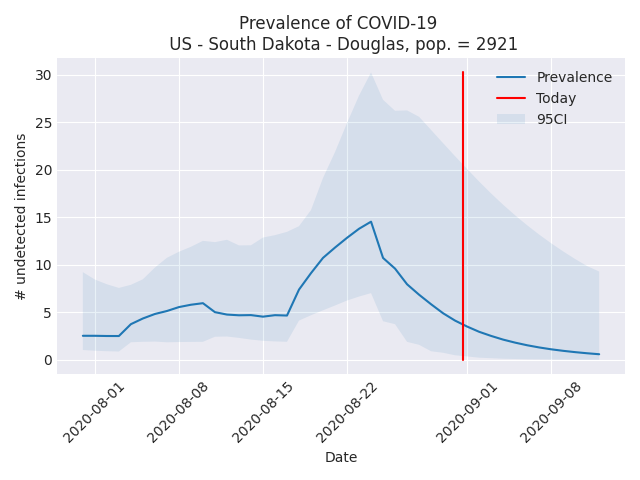 Prevalence of COVID-19
US - South Dakota - Douglas, pop. = 2921
# undetected infections
30
25
20
15
10
5
0
Prevalence
Today
95CI
2020-08-01
2020-08-08
2020-08-15
2020-08-22
2020-09-01
2020-09-08
Date